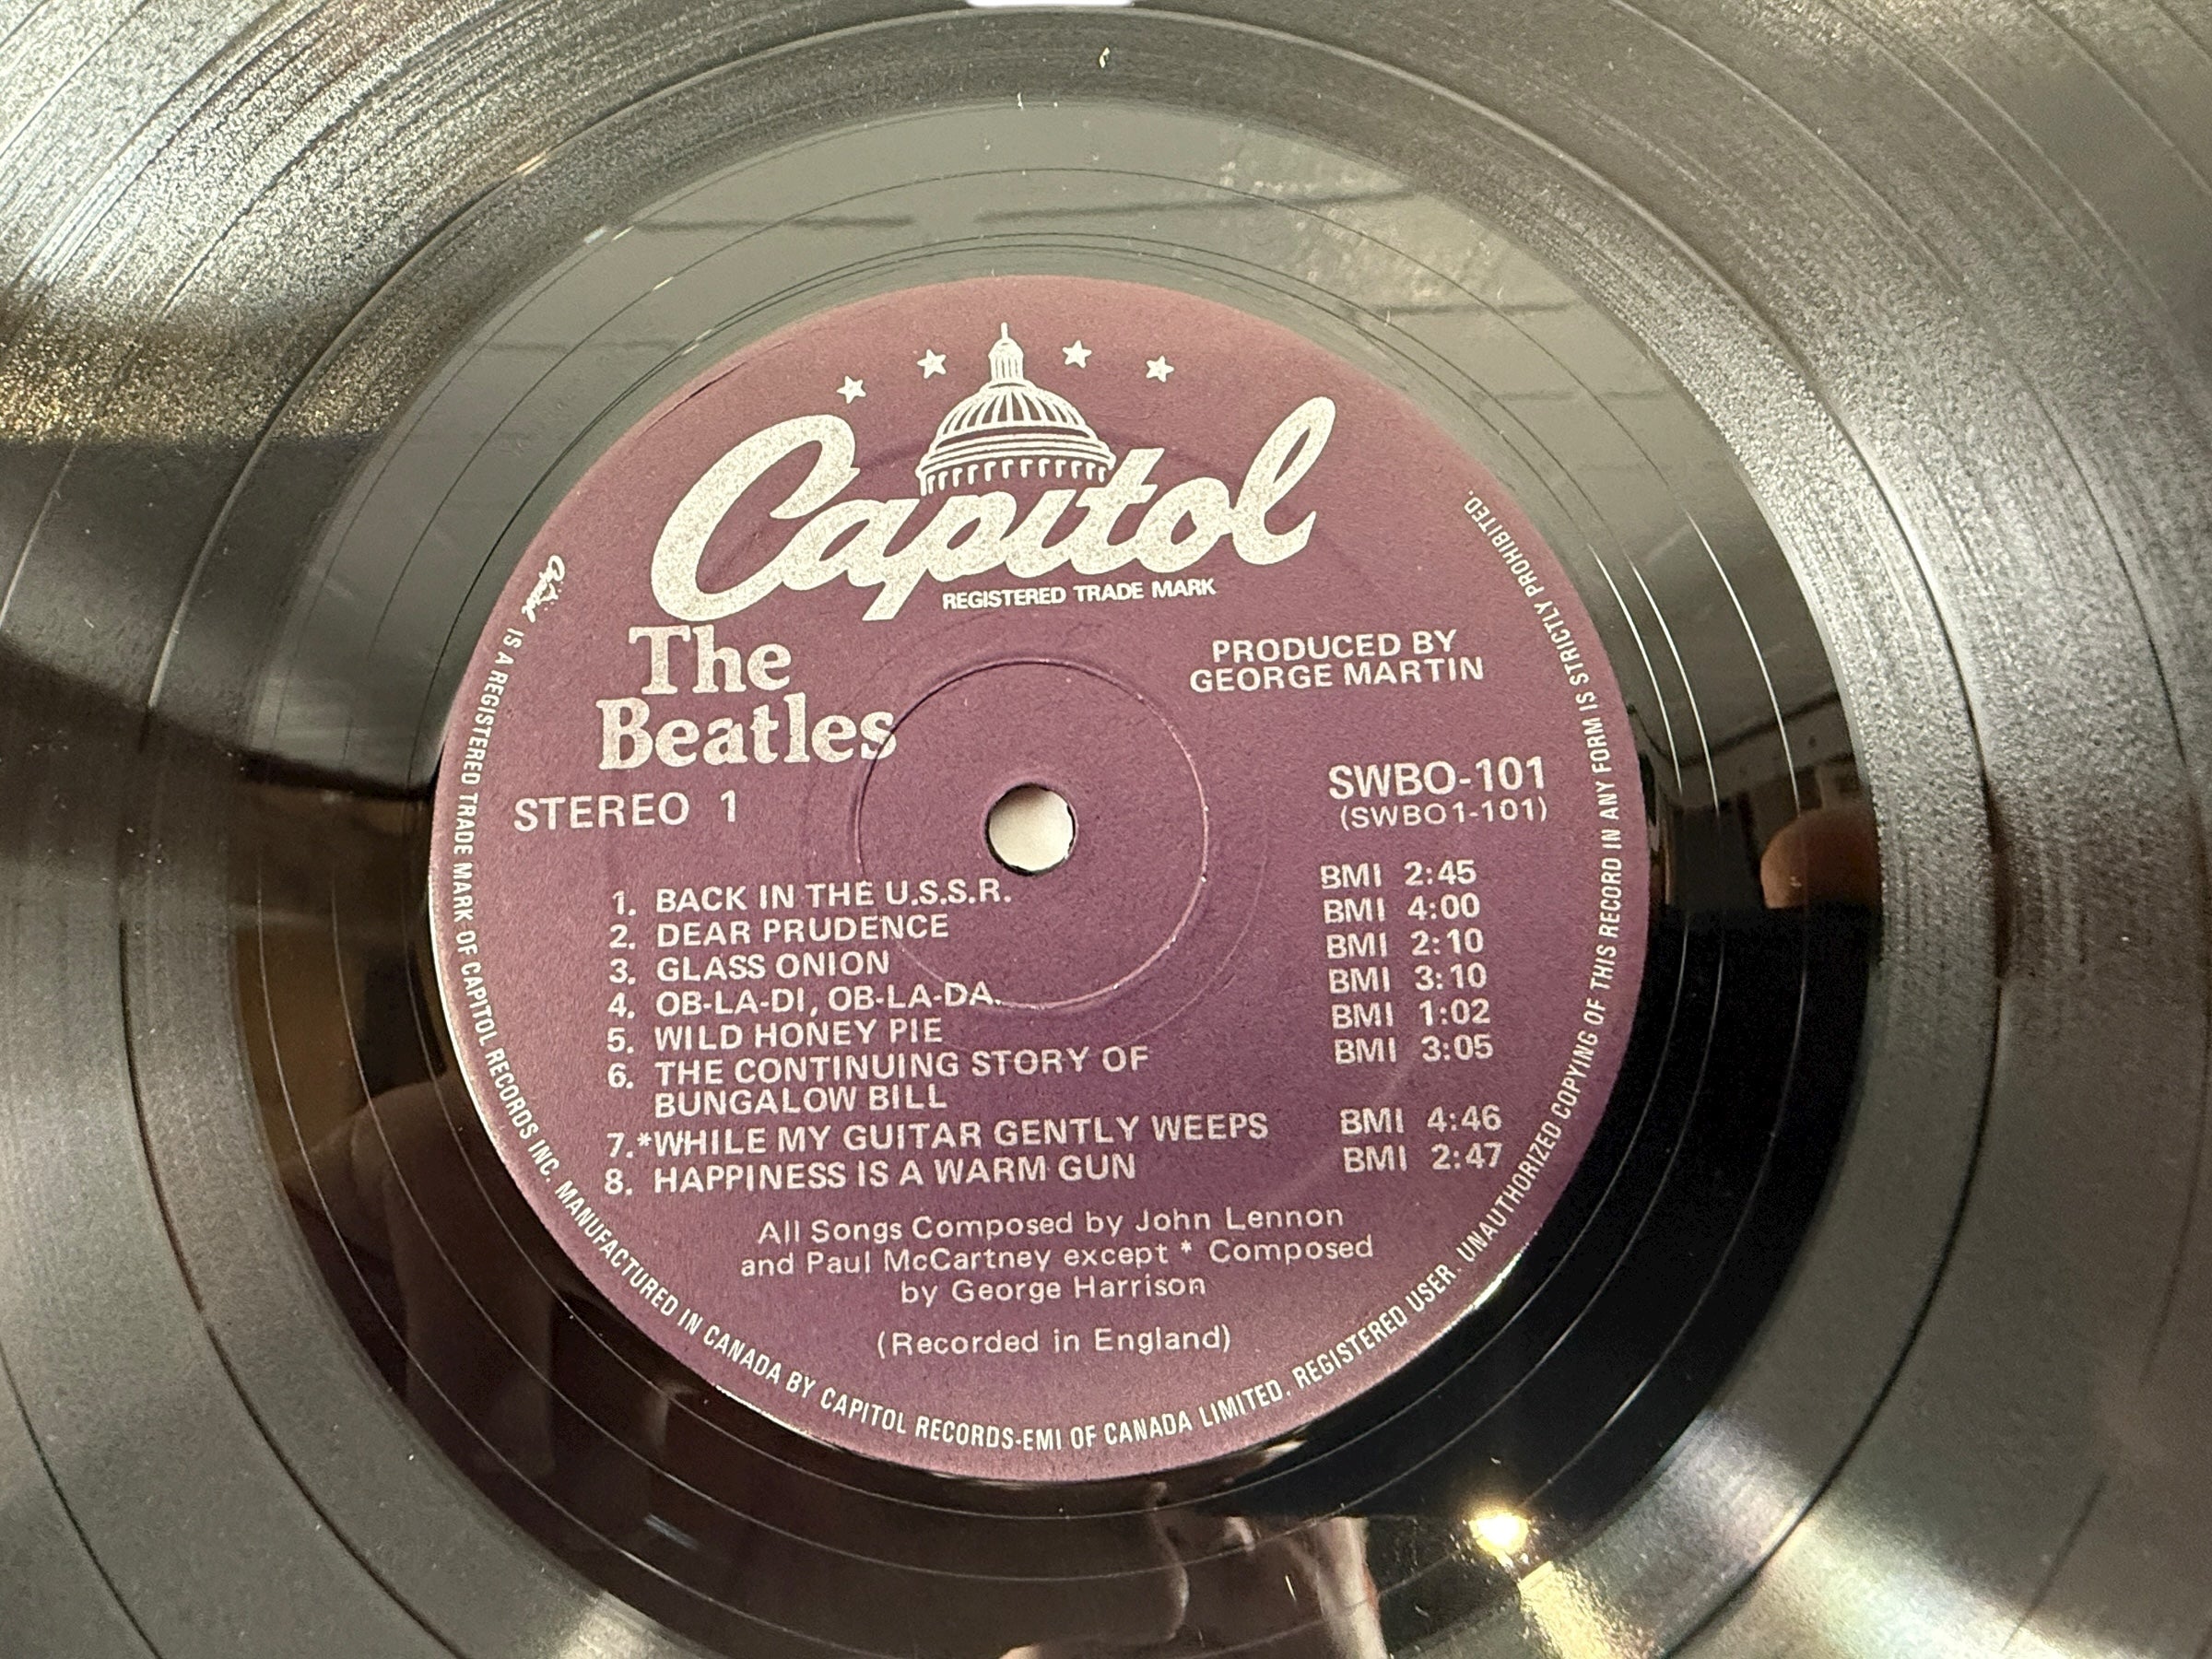 Capitol
REGISTERED TRADE MARK
The
Beatles
PRODUCED BY
GEORGE MARTIN
STEREO 1
SWBO-101
(SWBO1-101)
1. BACK IN THE U.S.S.R. BMI 2:45
2. DEAR PRUDENCE BMI 4:00
3. GLASS ONION BMI 2:10
4. OB-LA-DI, OB-LA-DA. BMI 3:10
5. WILD HONEY PIE BMI 1:02
6. THE CONTINUING STORY OF BMI 3:05
BUNGALOW BILL
7.*WHILE MY GUITAR GENTLY WEEPS BMI 4:46
8. HAPPINESS IS A WARM GUN BMI 2:47
All Songs Composed by John Lennon
and Paul McCartney except * Composed
by George Harrison
(Recorded in England)
Capitol IS A REGISTERED TRADE MARK OF CAPITOL RECORDS INC. MANUFACTURED IN CANADA BY CAPITOL RECORDS-EMI OF CANADA LIMITED. REGISTERED USER. UNAUTHORIZED COPYING OF THIS RECORD IN ANY FORM IS STRICTLY PROHIBITED.